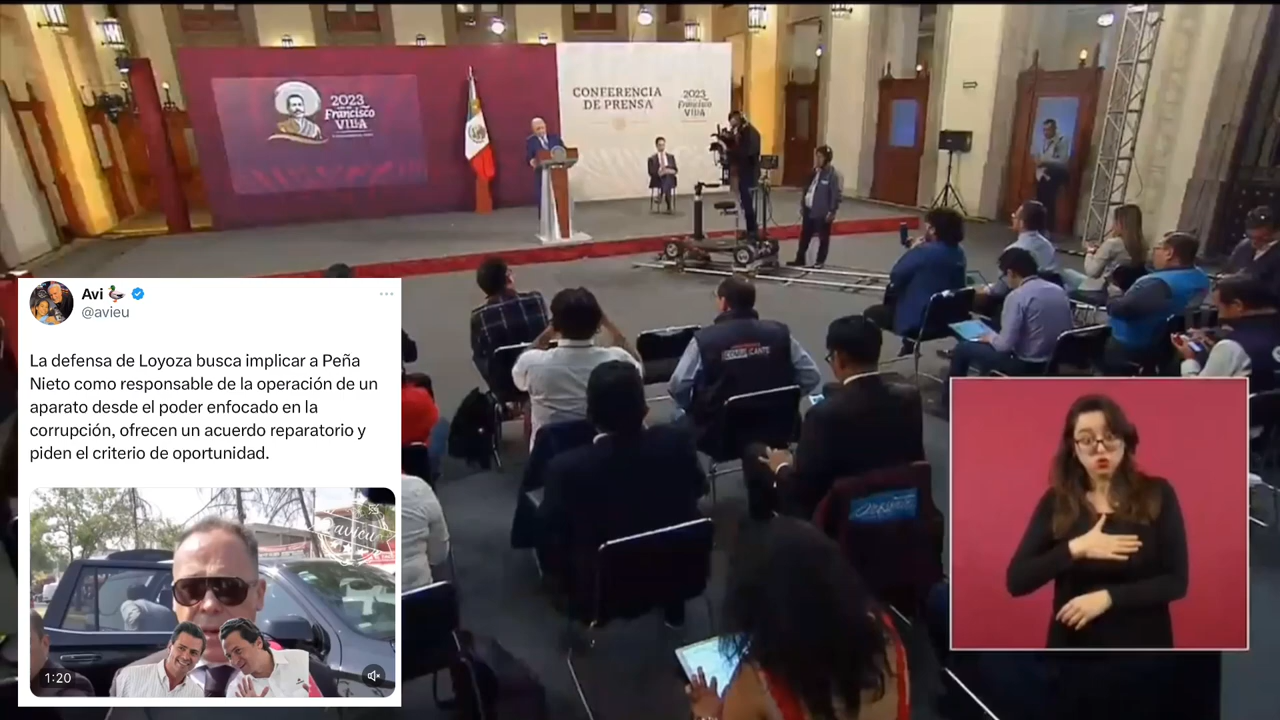 2023
Francisco
VILLA
CONFERENCIA
DE PRENSA
2023
Francisco
VILLA
Avi 🦆
@avieu
La defensa de Loyoza busca implicar a Peña
Nieto como responsable de la operación de un
aparato desde el poder enfocado en la
corrupción, ofrecen un acuerdo reparatorio y
piden el criterio de oportunidad.
avieu
1:20